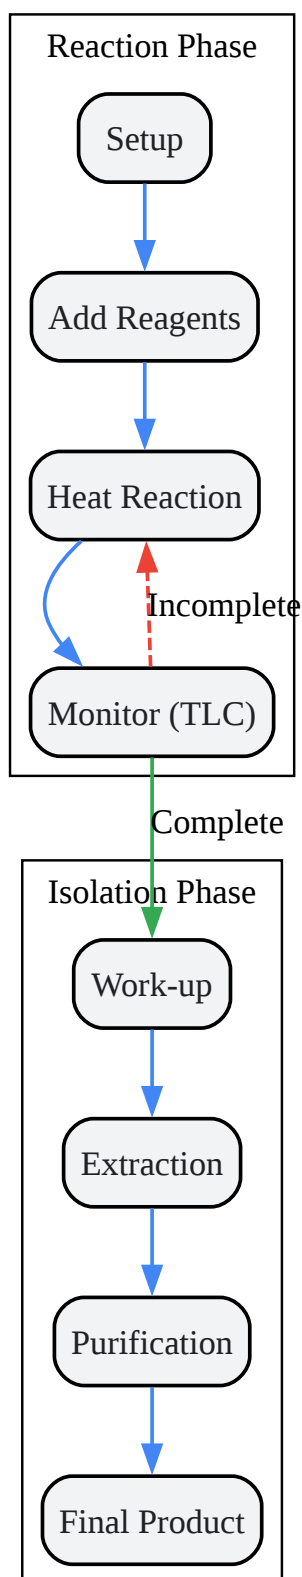 Reaction Phase
Setup
Add Reagents
Heat Reaction
Incomplete
Monitor (TLC)
Complete
Isolation Phase
Work-up
Extraction
Purification
Final Product